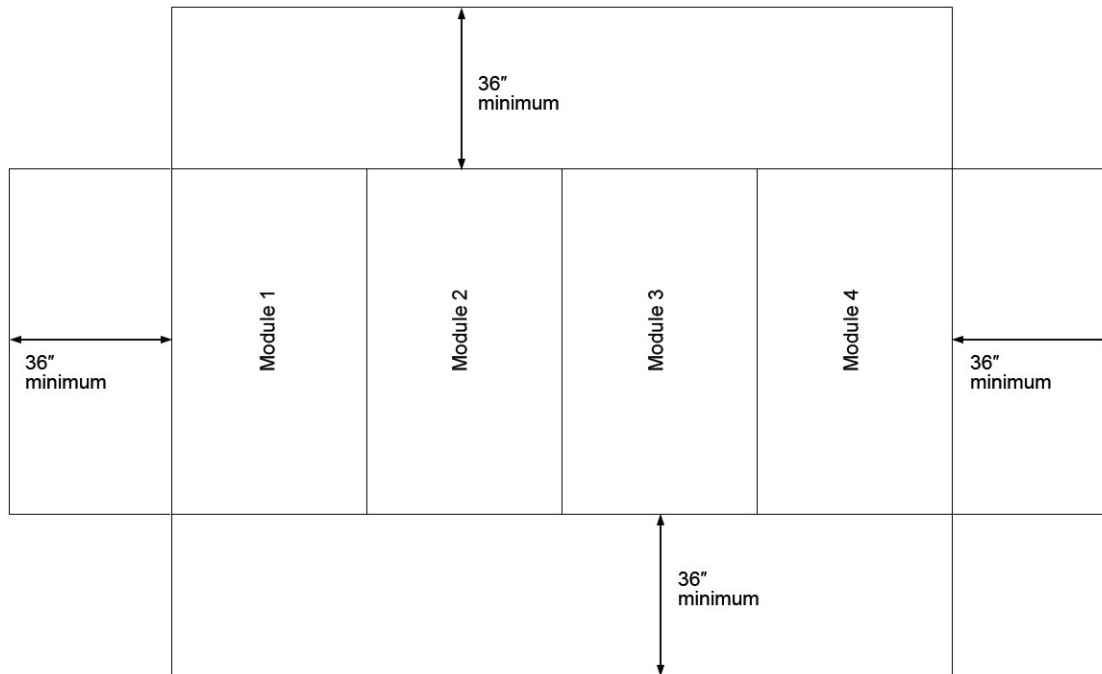 36″
minimum
Module 1
Module 2
Module 3
Module 4
36″
minimum
36″
minimum
36″
minimum